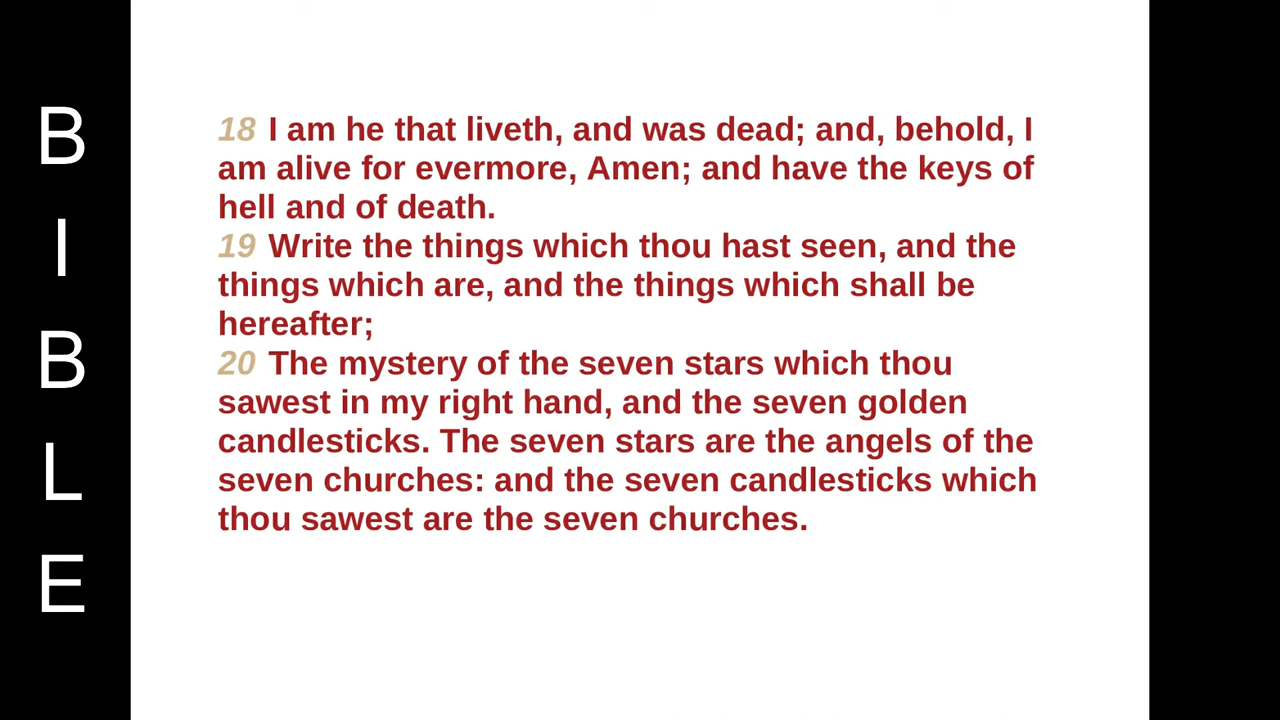 B
I
B
L
E
18 I am he that liveth, and was dead; and, behold, I
am alive for evermore, Amen; and have the keys of
hell and of death.
19 Write the things which thou hast seen, and the
things which are, and the things which shall be
hereafter;
20 The mystery of the seven stars which thou
sawest in my right hand, and the seven golden
candlesticks. The seven stars are the angels of the
seven churches: and the seven candlesticks which
thou sawest are the seven churches.